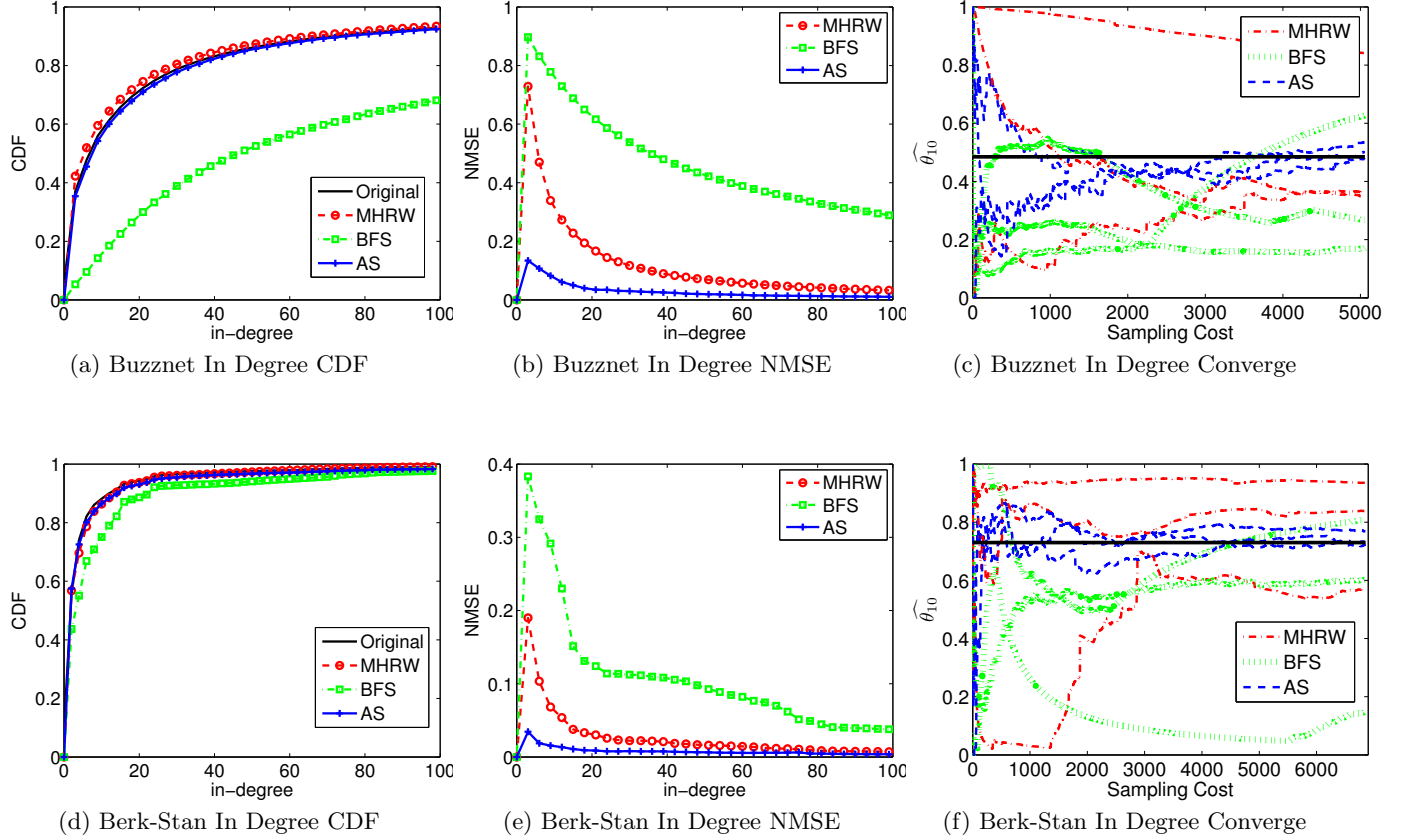 1
0.8
0.6
0.4
0.2
0
CDF
0 20 40 60 80 100
in-degree
Original
MHRW
BFS
AS
(a) Buzznet In Degree CDF
1
0.8
0.6
0.4
0.2
0
NMSE
0 20 40 60 80 100
in-degree
MHRW
BFS
AS
(b) Buzznet In Degree NMSE
1
0.8
0.6
0.4
0.2
0
θ̂10
0 1000 2000 3000 4000 5000
Sampling Cost
MHRW
BFS
AS
(c) Buzznet In Degree Converge
1
0.8
0.6
0.4
0.2
0
CDF
0 20 40 60 80 100
in-degree
Original
MHRW
BFS
AS
(d) Berk-Stan In Degree CDF
0.4
0.3
0.2
0.1
0
NMSE
0 20 40 60 80 100
in-degree
MHRW
BFS
AS
(e) Berk-Stan In Degree NMSE
1
0.8
0.6
0.4
0.2
0
θ̂10
0 1000 2000 3000 4000 5000 6000
Sampling Cost
MHRW
BFS
AS
(f) Berk-Stan In Degree Converge